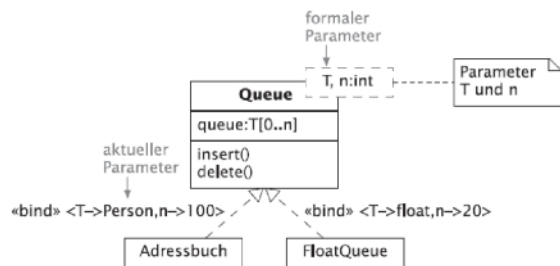 formaler
Parameter
T, n:int
Parameter
T und n
Queue
queue:T[0..n]
insert()
delete()
aktueller
Parameter
«bind» <T->Person,n->100>
«bind» <T->float,n->20>
Adressbuch
FloatQueue